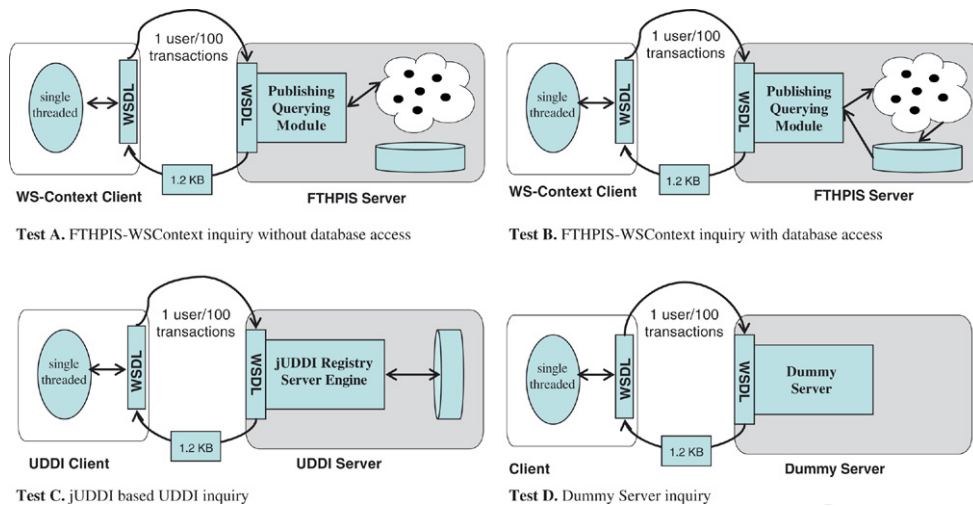 1 user/100
transactions
single
threaded
WSDL
WSDL
Publishing
Querying
Module
1.2 KB
WS-Context Client
FTHPIS Server
Test A. FTHPIS-WSContext inquiry without database access
1 user/100
transactions
single
threaded
WSDL
WSDL
Publishing
Querying
Module
1.2 KB
WS-Context Client
FTHPIS Server
Test B. FTHPIS-WSContext inquiry with database access
1 user/100
transactions
single
threaded
WSDL
WSDL
jUDDI Registry
Server Engine
1.2 KB
UDDI Client
UDDI Server
Test C. jUDDI based UDDI inquiry
1 user/100
transactions
single
threaded
WSDL
WSDL
Dummy
Server
1.2 KB
Client
Dummy Server
Test D. Dummy Server inquiry